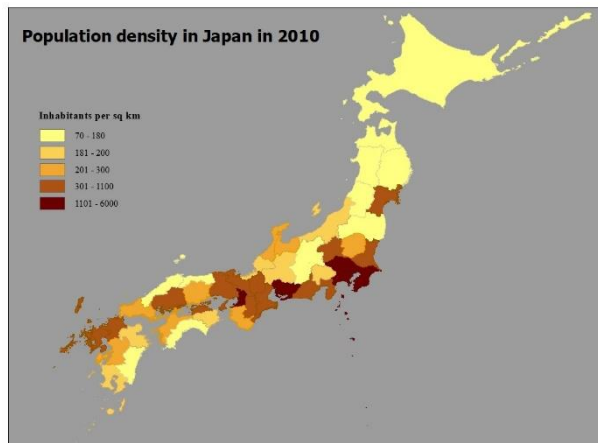 Population density in Japan in 2010
Inhabitants per sq km
70 - 180
181 - 200
201 - 300
301 - 1100
1101 - 6000